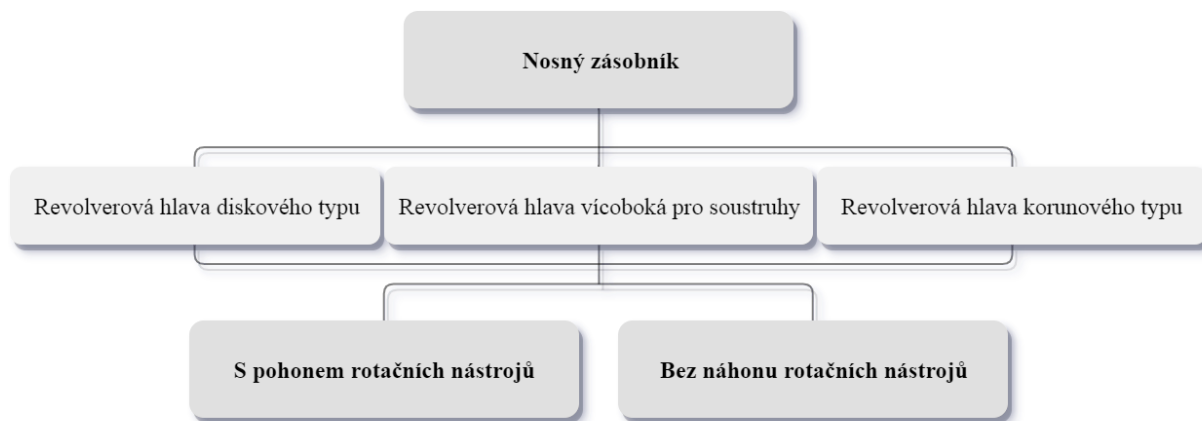 Nosný zásobník
Revolverová hlava diskového typu
Revolverová hlava vícoboká pro soustruhy
Revolverová hlava korunového typu
S pohonem rotačních nástrojů
Bez náhonu rotačních nástrojů